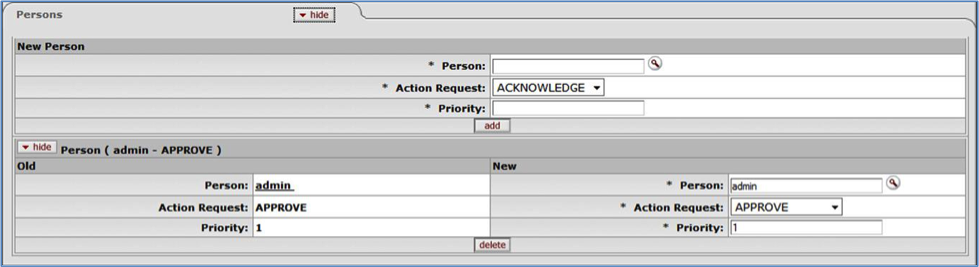 Persons hide
New Person
* Person:
* Action Request: ACKNOWLEDGE
* Priority:
add
hide Person ( admin - APPROVE )
Old New
Person: admin * Person: admin
Action Request: APPROVE * Action Request: APPROVE
Priority: 1 * Priority: 1
delete